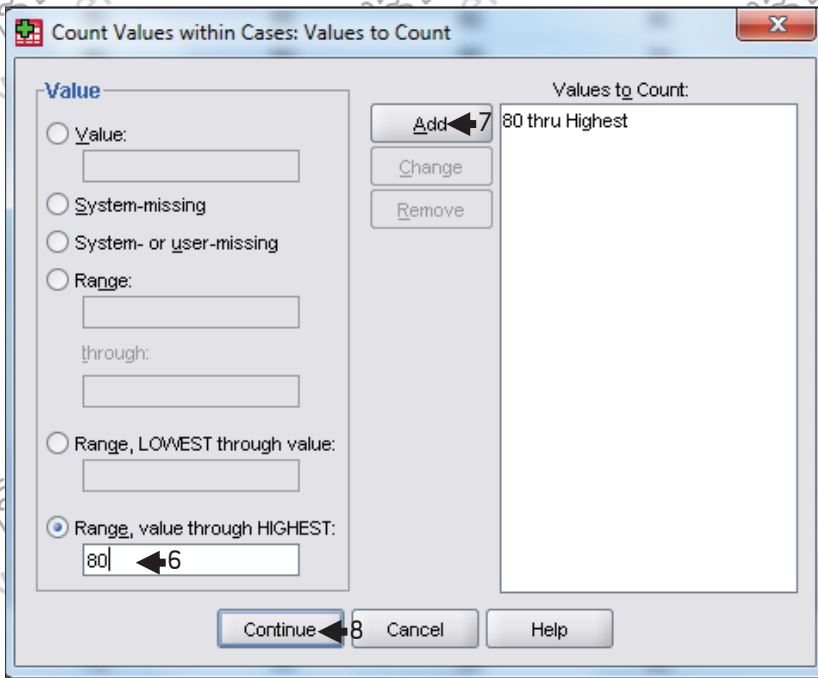 Count Values within Cases: Values to Count
Value
Value:
System-missing
System- or user-missing
Range:
through:
Range, LOWEST through value:
Range, value through HIGHEST:
80 6
Add 7
Change
Remove
Values to Count:
80 thru Highest
Continue 8 Cancel Help